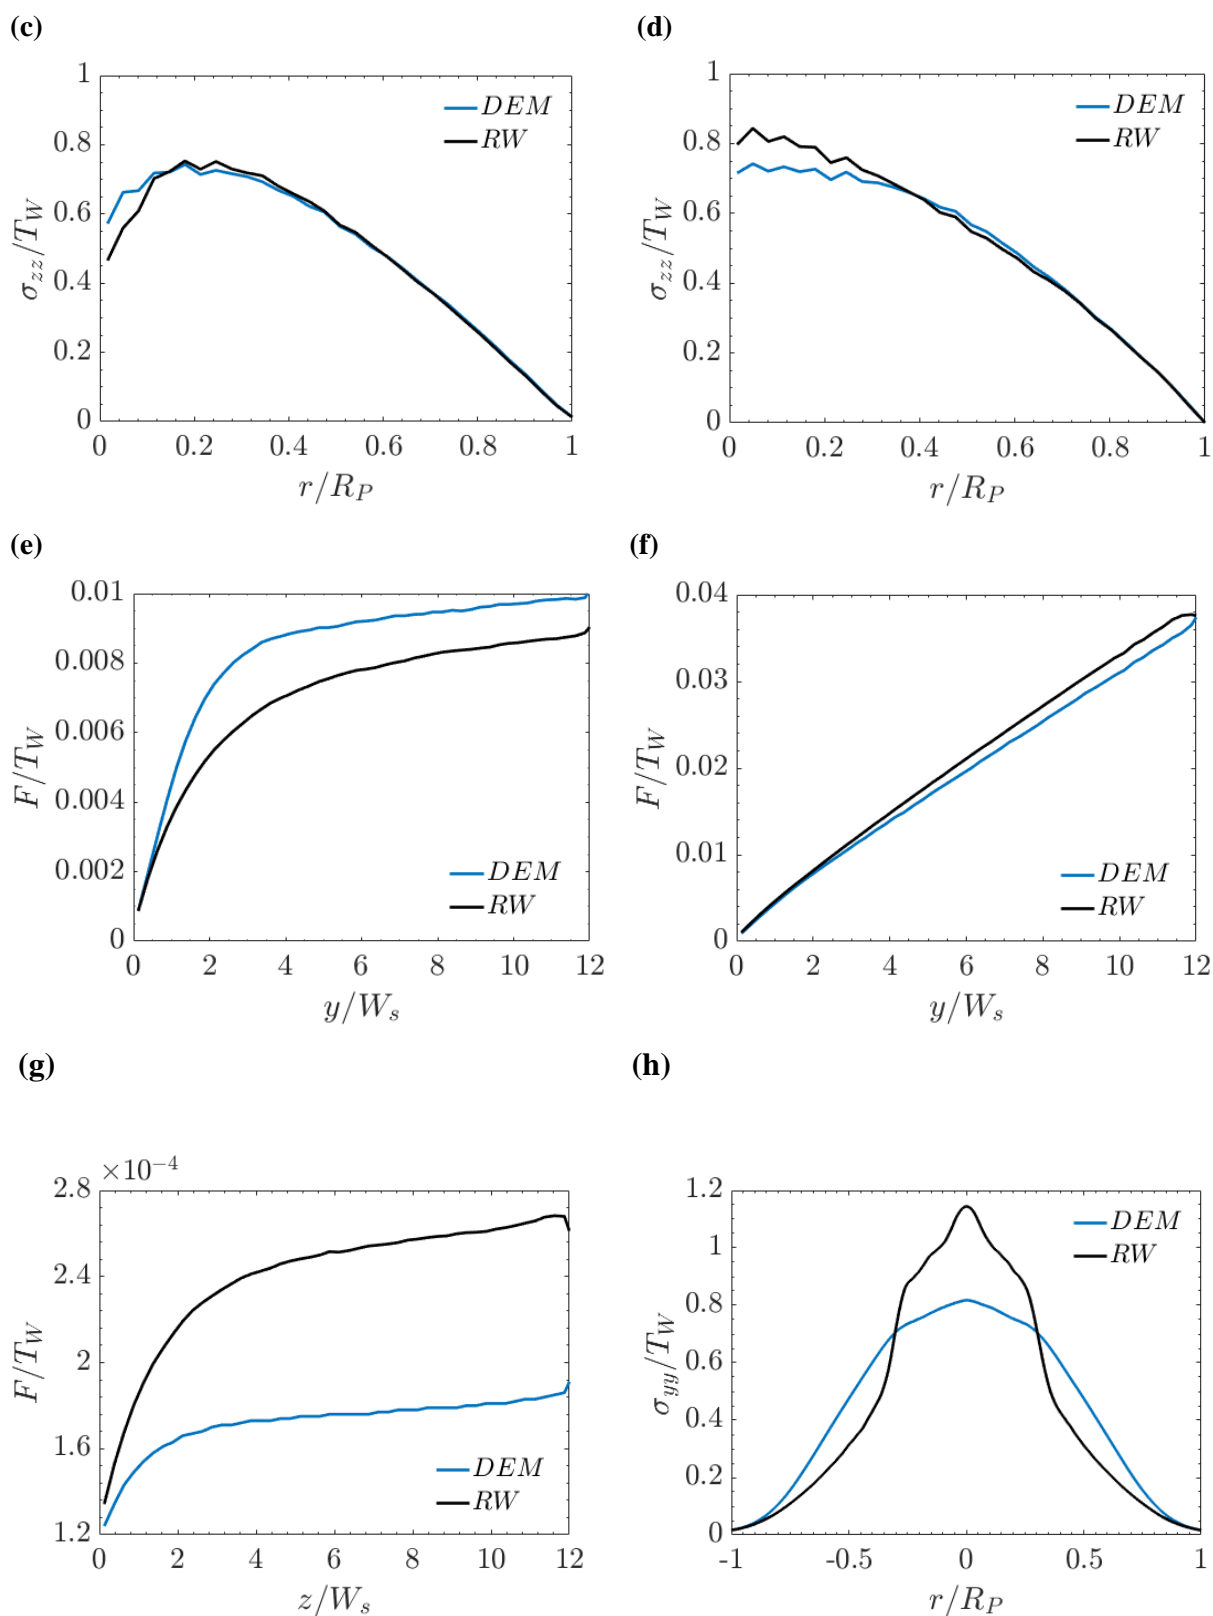 (c)
(d)
1
0.8
0.6
0.4
0.2
0
σzz/TW
DEM
RW
0
0.2
0.4
0.6
0.8
1
r/RP
1
0.8
0.6
0.4
0.2
0
σzz/TW
DEM
RW
0
0.2
0.4
0.6
0.8
1
r/RP
(e)
(f)
0.01
0.008
0.006
0.004
0.002
0
F/TW
DEM
RW
0
2
4
6
8
10
12
y/Ws
0.04
0.03
0.02
0.01
0
F/TW
DEM
RW
0
2
4
6
8
10
12
y/Ws
(g)
(h)
×10−4
2.8
2.4
2
1.6
1.2
F/TW
DEM
RW
0
2
4
6
8
10
12
z/Ws
1.2
1
0.8
0.6
0.4
0.2
0
σyy/TW
DEM
RW
-1
-0.5
0
0.5
1
r/RP